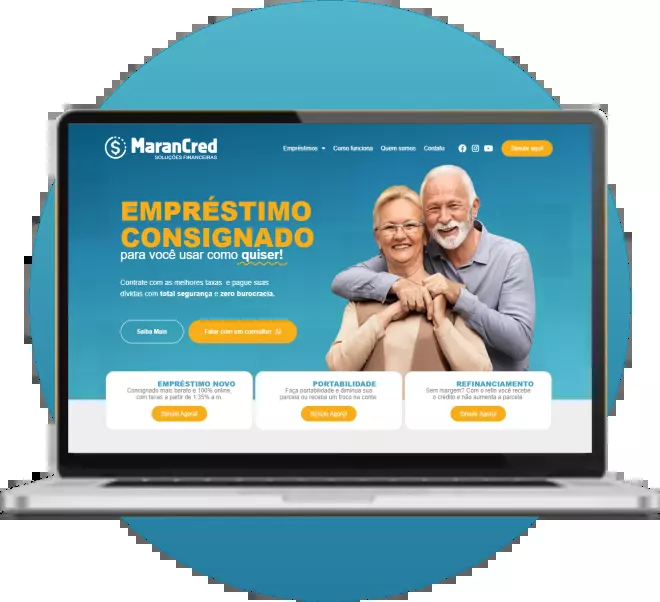 MaranCred
SOLUÇÕES FINANCEIRAS
Empréstimos Como funciona Quem somos Contato Simule aqui!
EMPRÉSTIMO
CONSIGNADO
para você usar como quiser!
Contrate com as melhores taxas e pague suas
dívidas com total segurança e zero burocracia.
Saiba Mais Falar com um consultor
EMPRÉSTIMO NOVO
Consignado mais barato e 100% online,
com taxas a partir de 1,35% a.m
Simule Agora!
PORTABILIDADE
Faça portabilidade e diminua sua
parcela ou receba um troco na conta
Simule Agora!
REFINANCIAMENTO
Sem margem? Com o refin você recebe
o crédito e não aumenta a parcela
Simule Agora!